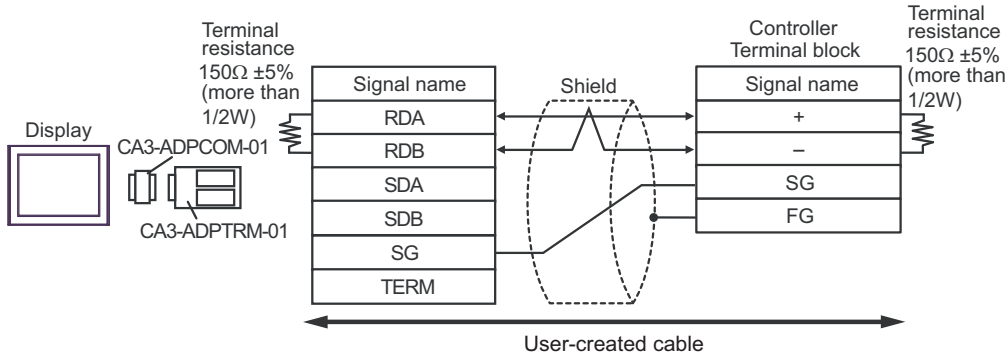 Terminal
resistance
150Ω ±5%
(more than
1/2W)
Display
CA3-ADPCOM-01
CA3-ADPTRM-01
Signal name
RDA
RDB
SDA
SDB
SG
TERM
Shield
Controller
Terminal block
Signal name
+
–
SG
FG
Terminal
resistance
150Ω ±5%
(more than
1/2W)
User-created cable